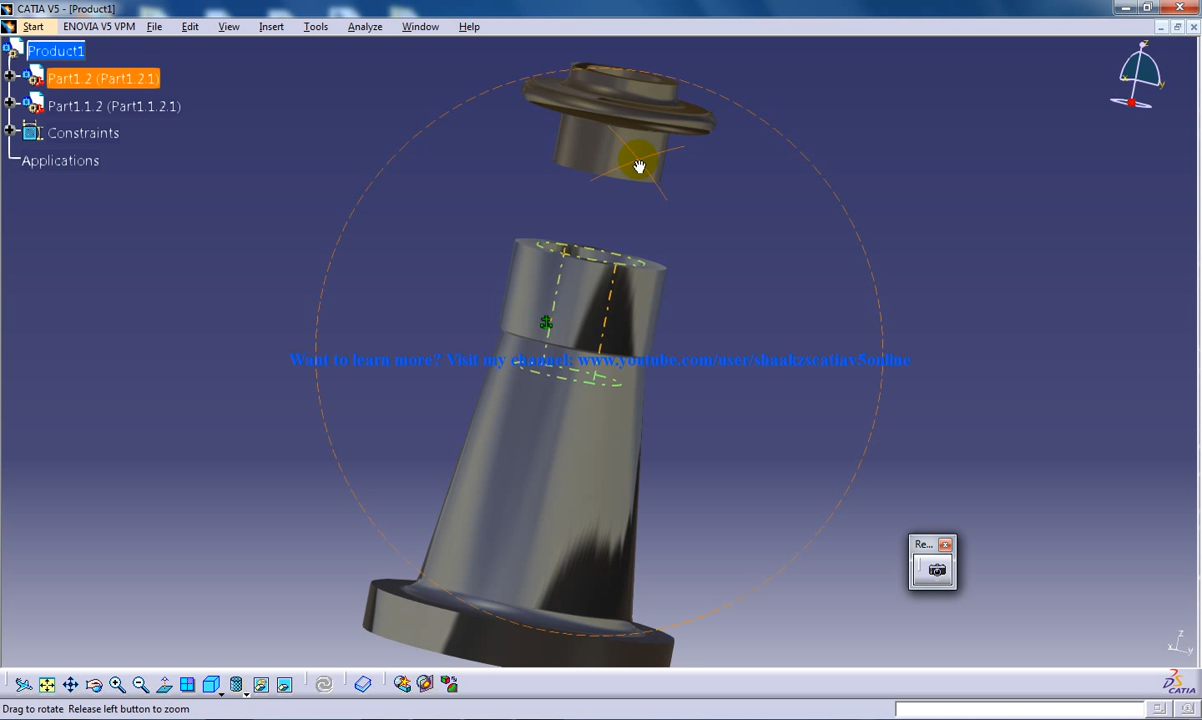 CATIA V5 - [Product1]
Start ENOVIA V5 VPM File Edit View Insert Tools Analyze Window Help
Product1
Part1.2 (Part1.2.1)
Part1.1.2 (Part1.1.2.1)
Constraints
Applications
z
x y
Want to learn more? Visit my channel: www.youtube.com/user/shaakzscatiav5online
Re...
z
x y
CATIA
Drag to rotate Release left button to zoom